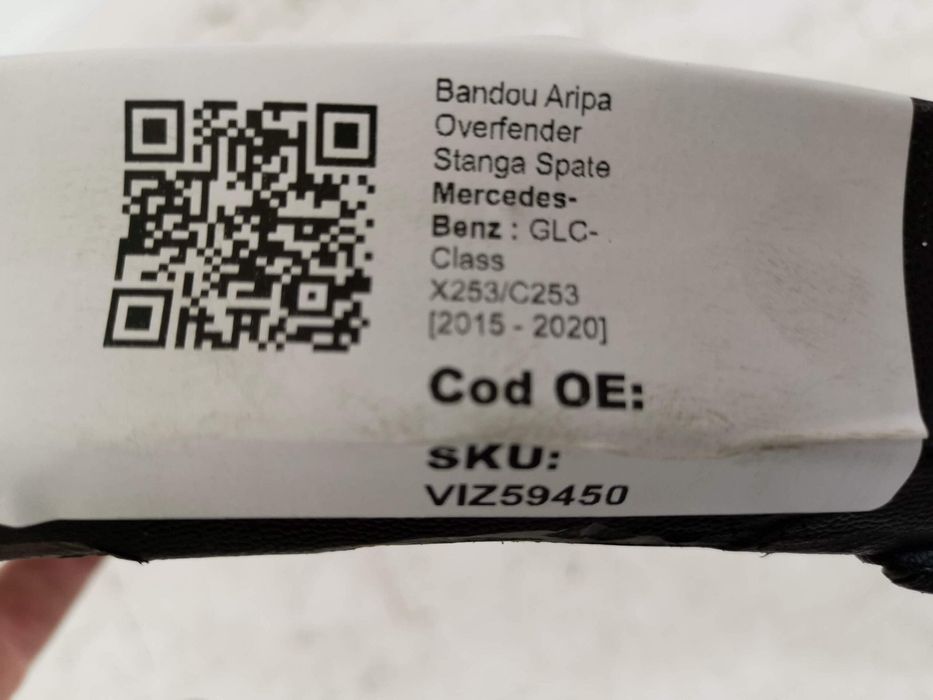 Bandou Aripa
Overfender
Stanga Spate
Mercedes-
Benz : GLC-
Class
X253/C253
[2015 - 2020]
Cod OE:
SKU:
VIZ59450